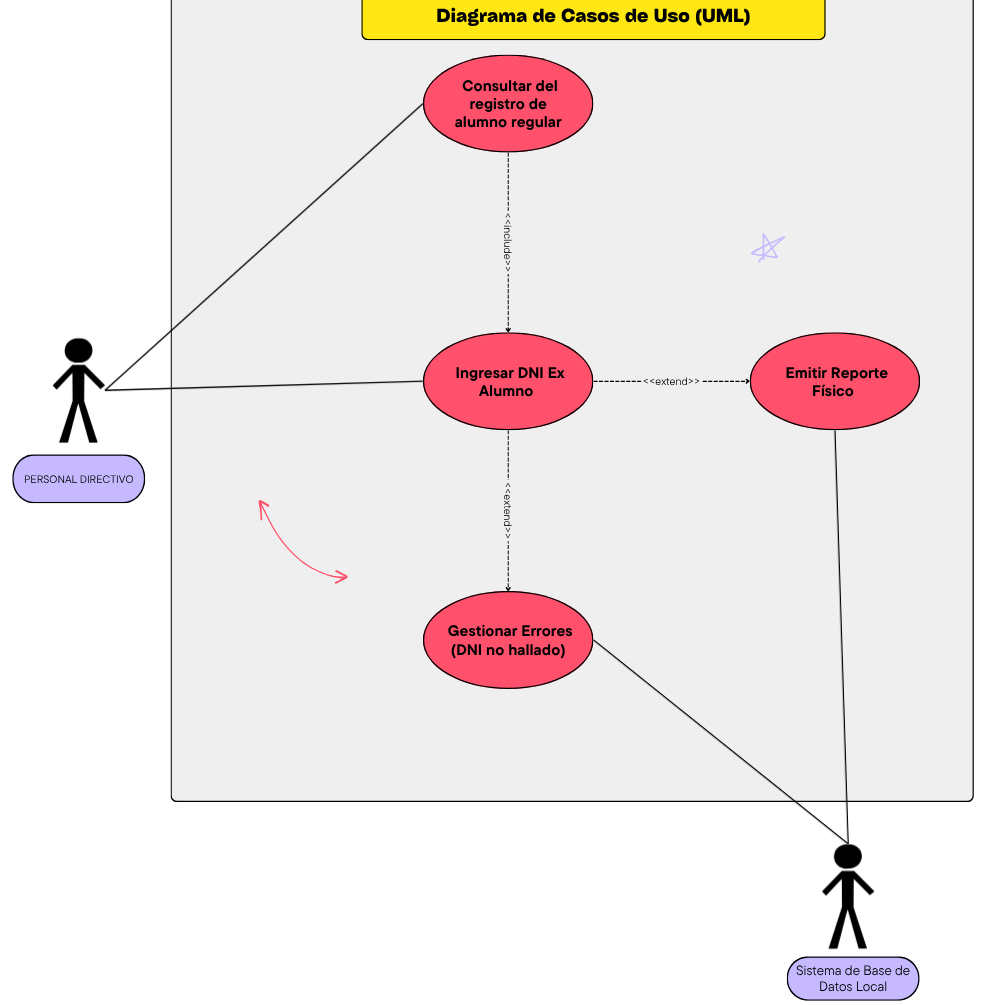 Diagrama de Casos de Uso (UML)
Consultar del
registro de
alumno regular
<<include>>
Ingresar DNI Ex
Alumno
<<extend>>
Emitir Reporte
Físico
PERSONAL DIRECTIVO
<<extend>>
Gestionar Errores
(DNI no hallado)
Sistema de Base de
Datos Local